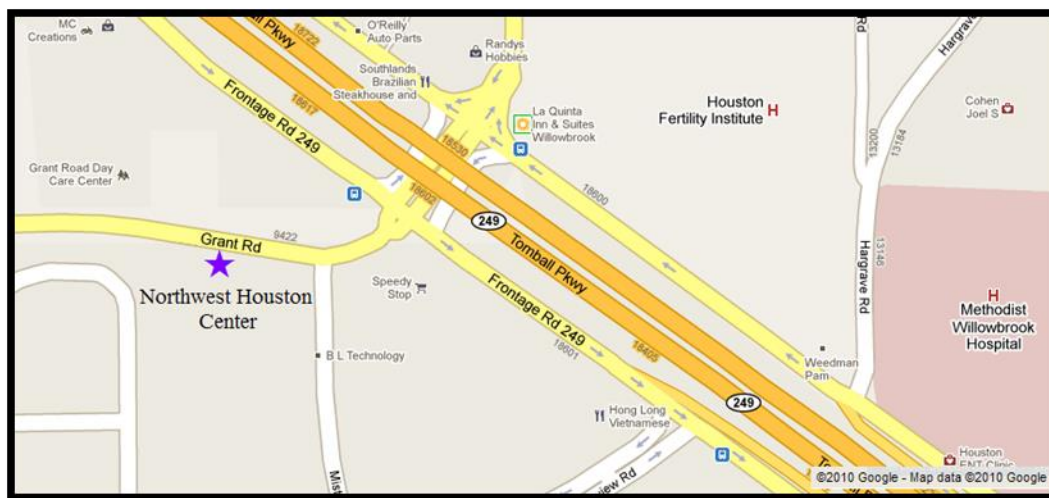 MC
Creations
O'Reilly
Auto Parts
18722
Pkwy
Tomball Pkwy
Randys
Hobbies
Southlands
Brazilian
Steakhouse and
La Quinta
Inn & Suites
Willowbrook
Houston
Fertility Institute
H
Rd
Hargrave
Cohen
Joel S
13200
13184
Frontage Rd 249
18617
18530
18602
18600
Grant Road Day
Care Center
Grant Rd
9422
Northwest Houston
Center
249
Tomball Pkwy
Speedy
Stop
Frontage Rd 249
18601
18405
Hargrave Rd
13146
H
Methodist
Willowbrook
Hospital
B L Technology
Weedman
Pam
249
Hong Long
Vietnamese
view Rd
Mist
Houston
ENT Clinic
©2010 Google - Map data ©2010 Google